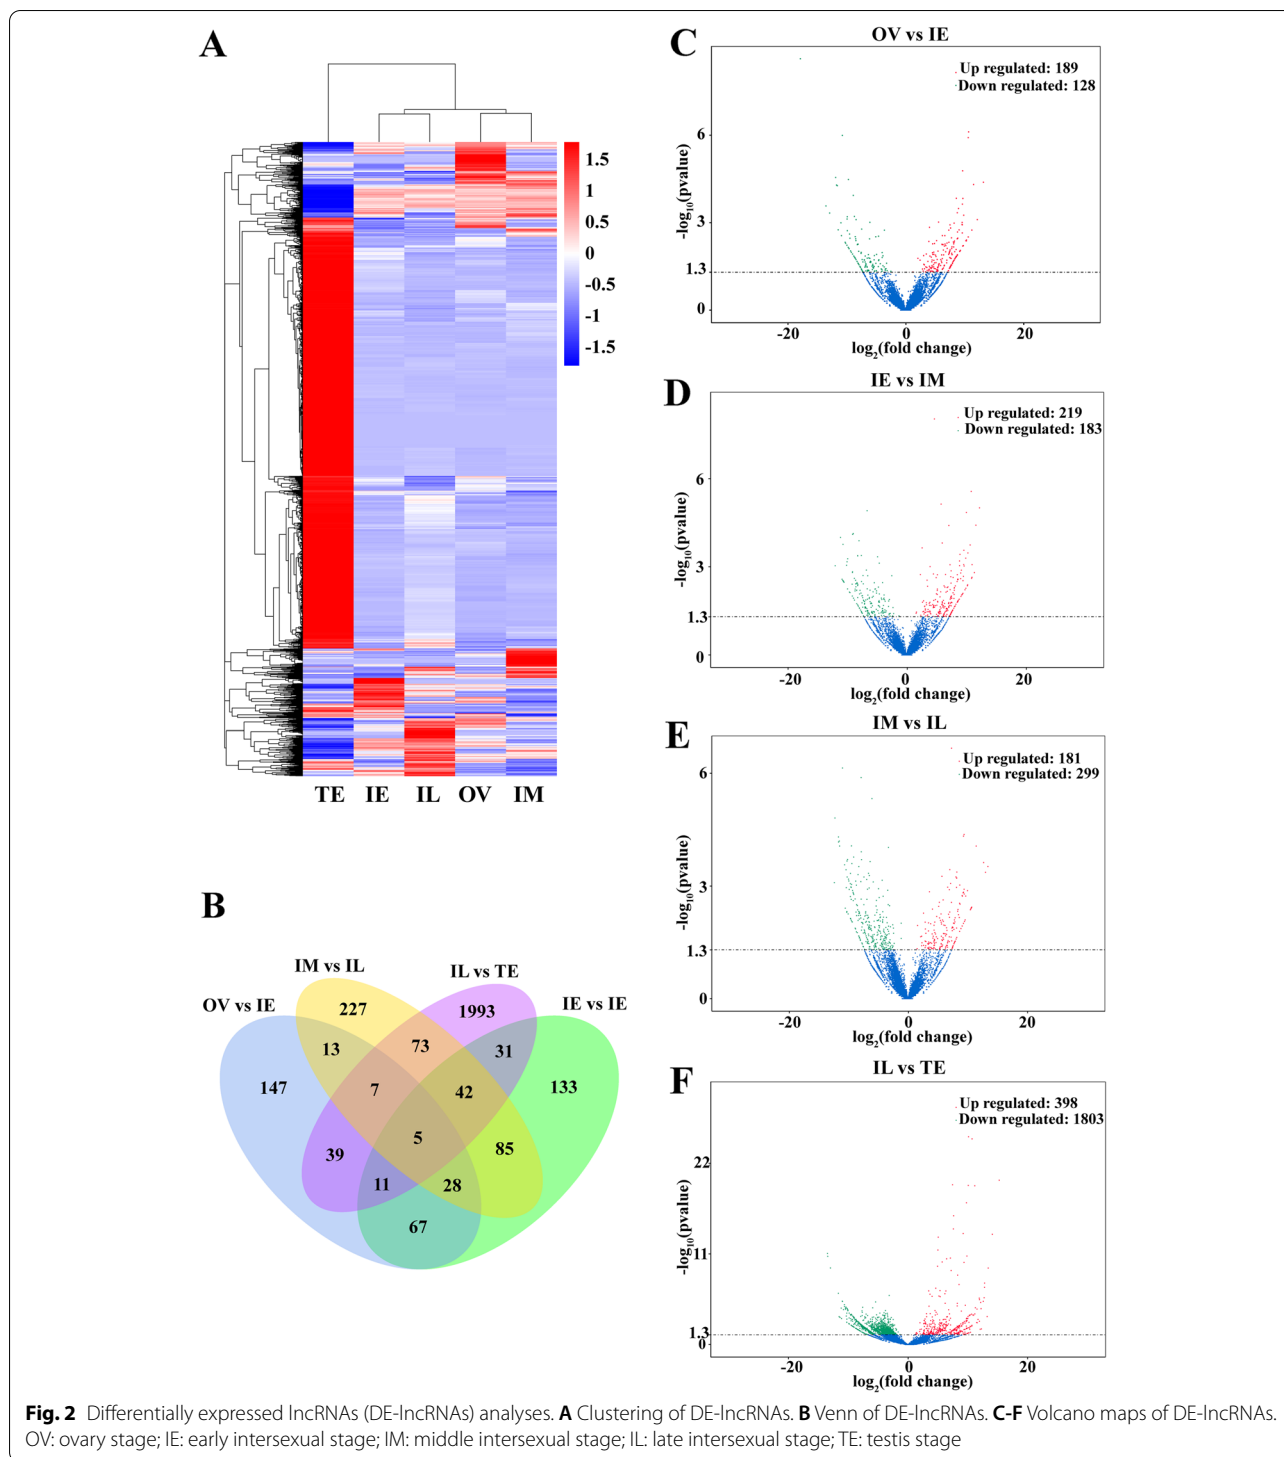 A
1.5
1
0.5
0
-0.5
-1
-1.5
TE IE IL OV IM
B
IM vs IL
IL vs TE
OV vs IE
IE vs IE
227
1993
13
73
31
147
7
42
133
5
39
85
11
28
67
C
OV vs IE
Up regulated: 189
Down regulated: 128
6
3
1.3
0
-log10(pvalue)
-20 0 20
log2(fold change)
D
IE vs IM
Up regulated: 219
Down regulated: 183
6
3
1.3
0
-log10(pvalue)
-20 0 20
log2(fold change)
E
IM vs IL
Up regulated: 181
Down regulated: 299
6
3
1.3
0
-log10(pvalue)
-20 0 20
log2(fold change)
F
IL vs TE
Up regulated: 398
Down regulated: 1803
22
11
1.3
0
-log10(pvalue)
-20 0 20
log2(fold change)
Fig. 2 Differentially expressed lncRNAs (DE-lncRNAs) analyses. A Clustering of DE-lncRNAs. B Venn of DE-lncRNAs. C-F Volcano maps of DE-lncRNAs.
OV: ovary stage; IE: early intersexual stage; IM: middle intersexual stage; IL: late intersexual stage; TE: testis stage